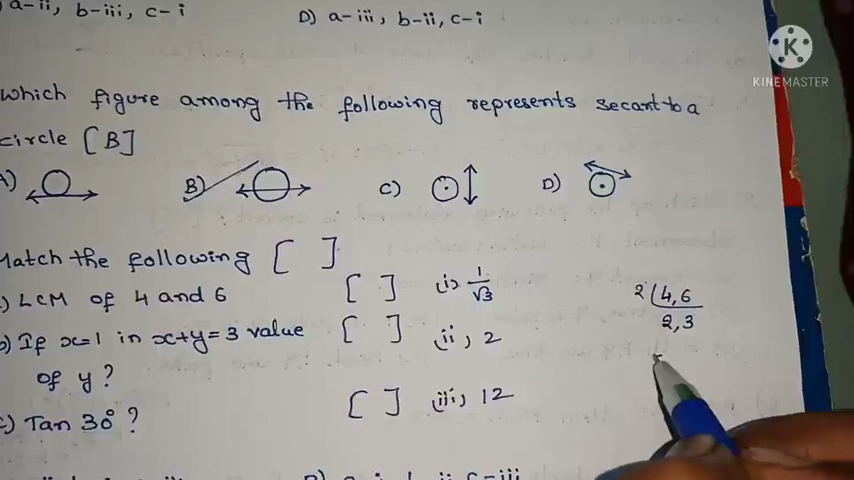 a-ii, b-iii, c-i
D) a-iii, b-ii, c-i
K
KINEMASTER
which figure among the following represents secant to a
circle [B]
A)
B)
C)
D)
Match the following [ ]
LCM of 4 and 6 [ ] (i) 1/√3
2 4,6
2,3
b) If x=1 in x+y=3 value [ ] (ii, 2
of y?
c) Tan 30° ? [ ] (iii, 12